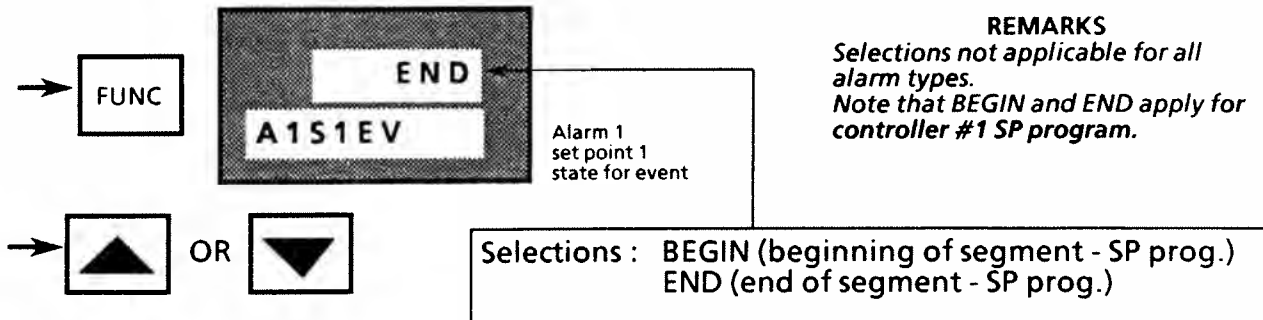 FUNC
END
A1S1EV
Alarm 1
set point 1
state for event
REMARKS
Selections not applicable for all
alarm types.
Note that BEGIN and END apply for
controller #1 SP program.
OR
Selections : BEGIN (beginning of segment - SP prog.)
END (end of segment - SP prog.)